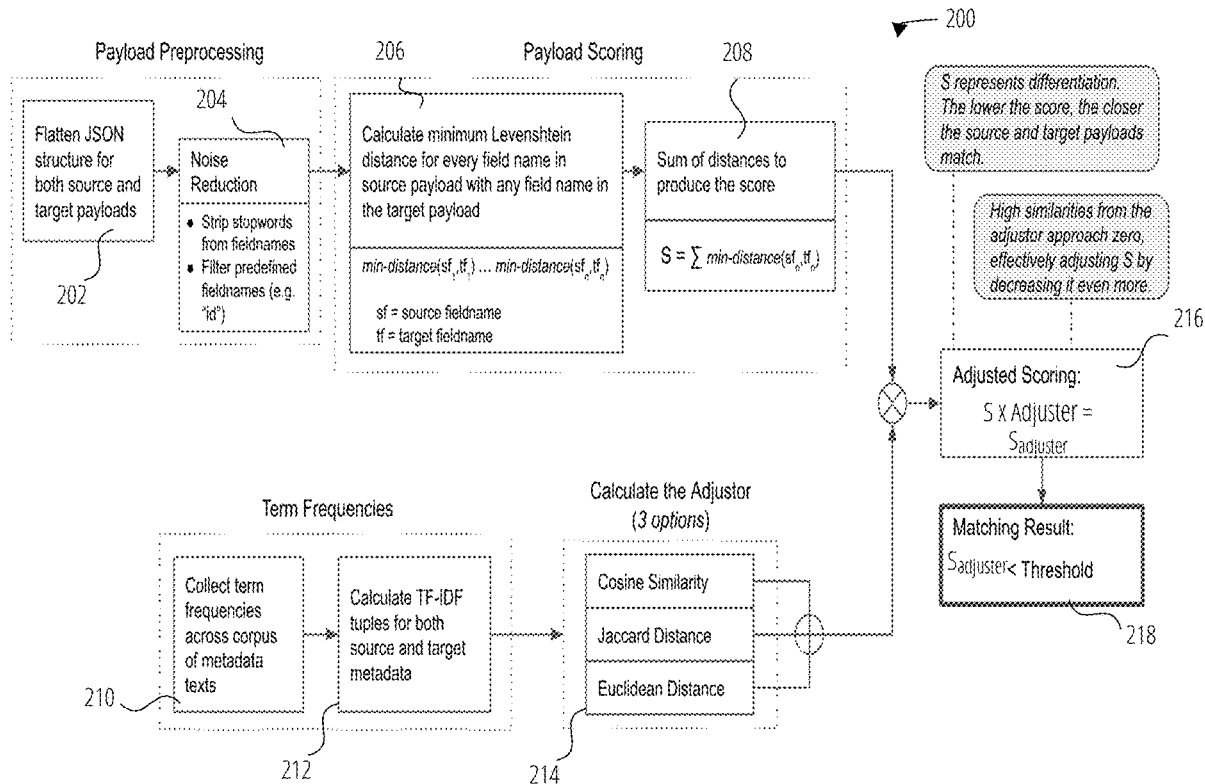 200
Payload Preprocessing
Payload Scoring
206
208
204
Flatten JSON
structure for
both source and
target payloads
202
Noise
Reduction
● Strip stopwords
from fieldnames
● Filter predefined
fieldnames (e.g.
"id")
Calculate minimum Levenshtein
distance for every field name in
source payload with any field name in
the target payload
min-distance(sf₁,tf₁) ... min-distance(sfₙ,tfₙ)
sf = source fieldname
tf = target fieldname
Sum of distances to
produce the score
S = ∑ min-distance(sfₙ,tfₙ)
S represents differentiation.
The lower the score, the closer
the source and target payloads
match.
High similarities from the
adjustor approach zero,
effectively adjusting S by
decreasing it even more.
216
Adjusted Scoring:
S x Adjuster =
Sadjuster
Matching Result:
Sadjuster< Threshold
218
Term Frequencies
Calculate the Adjustor
(3 options)
Collect term
frequencies
across corpus
of metadata
texts
210
Calculate TF-IDF
tuples for both
source and target
metadata
212
Cosine Similarity
Jaccard Distance
Euclidean Distance
214